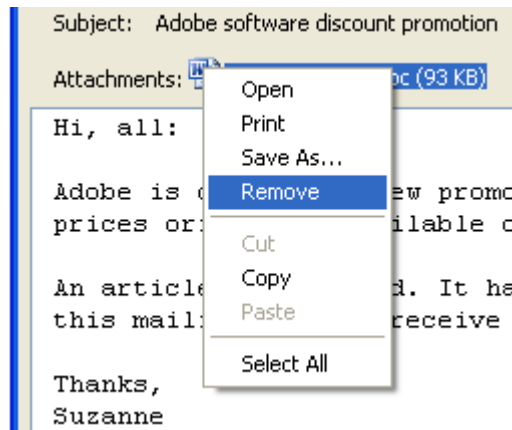 Subject: Adobe software discount promotion
Attachments: oc (93 KB)
Open
Print
Save As...
Remove
Cut
Copy
Paste
Select All
Hi, all:
Adobe is ew promo
prices or ilable
An article d. It ha
this mail receive
Thanks,
Suzanne